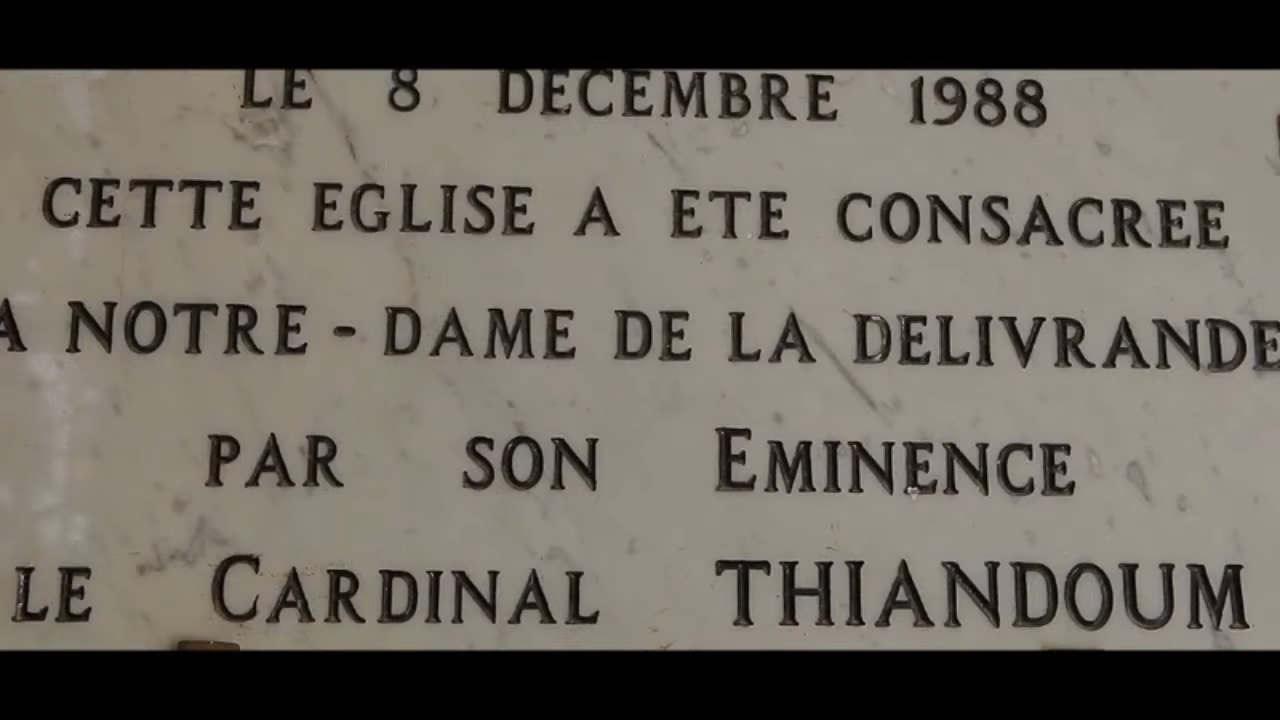 LE 8 DECEMBRE 1988
CETTE EGLISE A ETE CONSACREE
A NOTRE - DAME DE LA DELIVRANDE
PAR SON EMINENCE
LE CARDINAL THIANDOUM